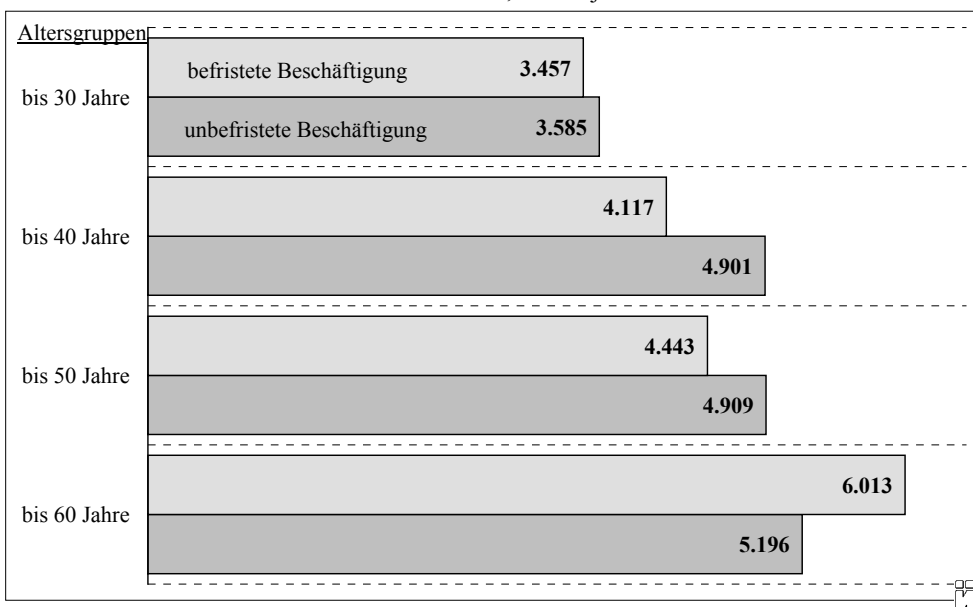 Altersgruppen
bis 30 Jahre
befristete Beschäftigung 3.457
unbefristete Beschäftigung 3.585
bis 40 Jahre
4.117
4.901
bis 50 Jahre
4.443
4.909
bis 60 Jahre
6.013
5.196